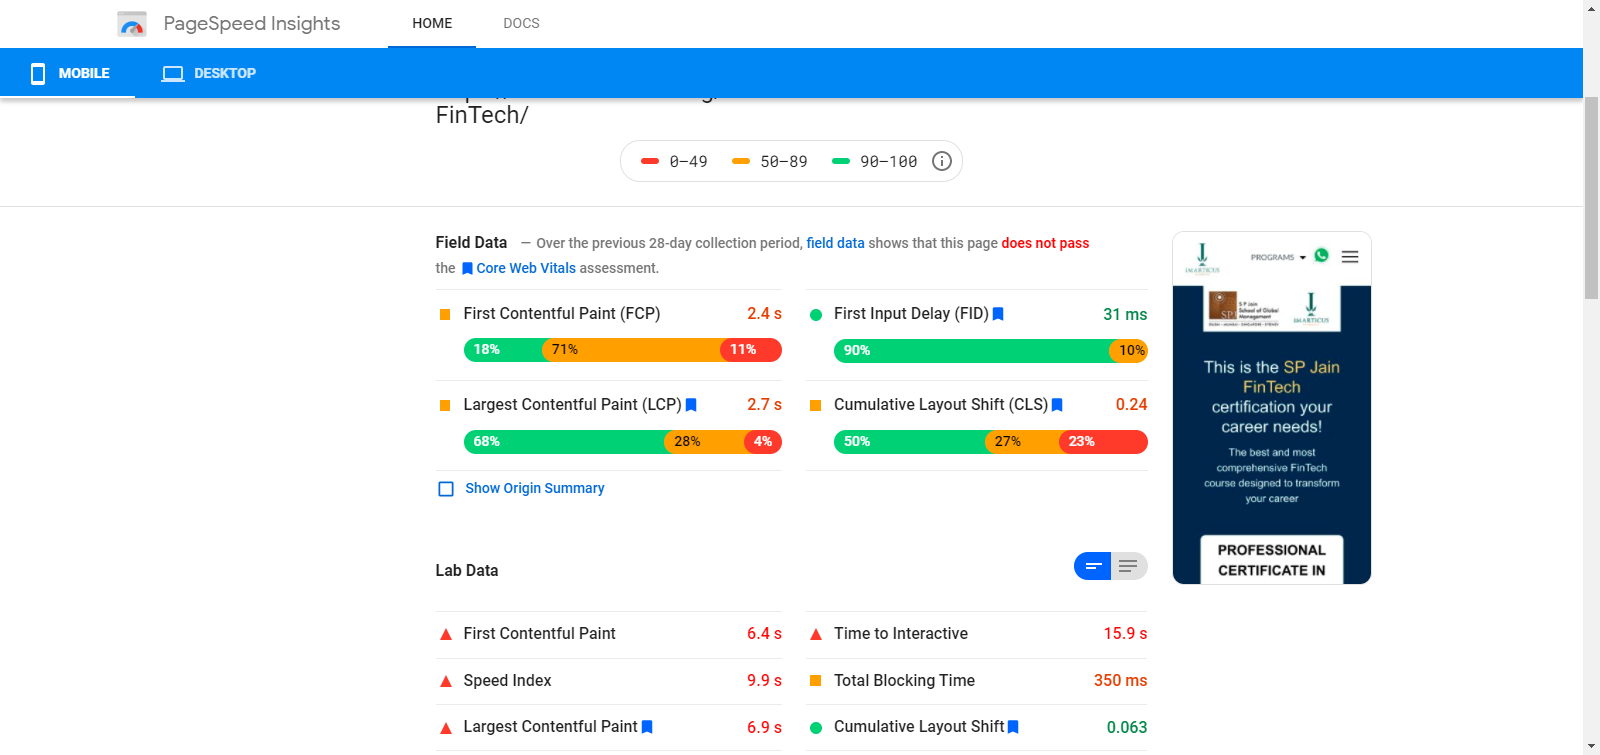 PageSpeed Insights
HOME
DOCS
MOBILE
DESKTOP
FinTech/
0–49
50–89
90–100
Field Data — Over the previous 28-day collection period, field data shows that this page does not pass
the Core Web Vitals assessment.
First Contentful Paint (FCP) 2.4 s
18% 71% 11%
First Input Delay (FID) 31 ms
90% 10%
Largest Contentful Paint (LCP) 2.7 s
68% 28% 4%
Cumulative Layout Shift (CLS) 0.24
50% 27% 23%
Show Origin Summary
Lab Data
First Contentful Paint 6.4 s
Time to Interactive 15.9 s
Speed Index 9.9 s
Total Blocking Time 350 ms
Largest Contentful Paint 6.9 s
Cumulative Layout Shift 0.063
IMARTICUS
PROGRAMS
SP
S P Jain
School of Global
Management
IMARTICUS
This is the SP Jain
FinTech
certification your
career needs!
The best and most
comprehensive FinTech
course designed to transform
your career
PROFESSIONAL
CERTIFICATE IN